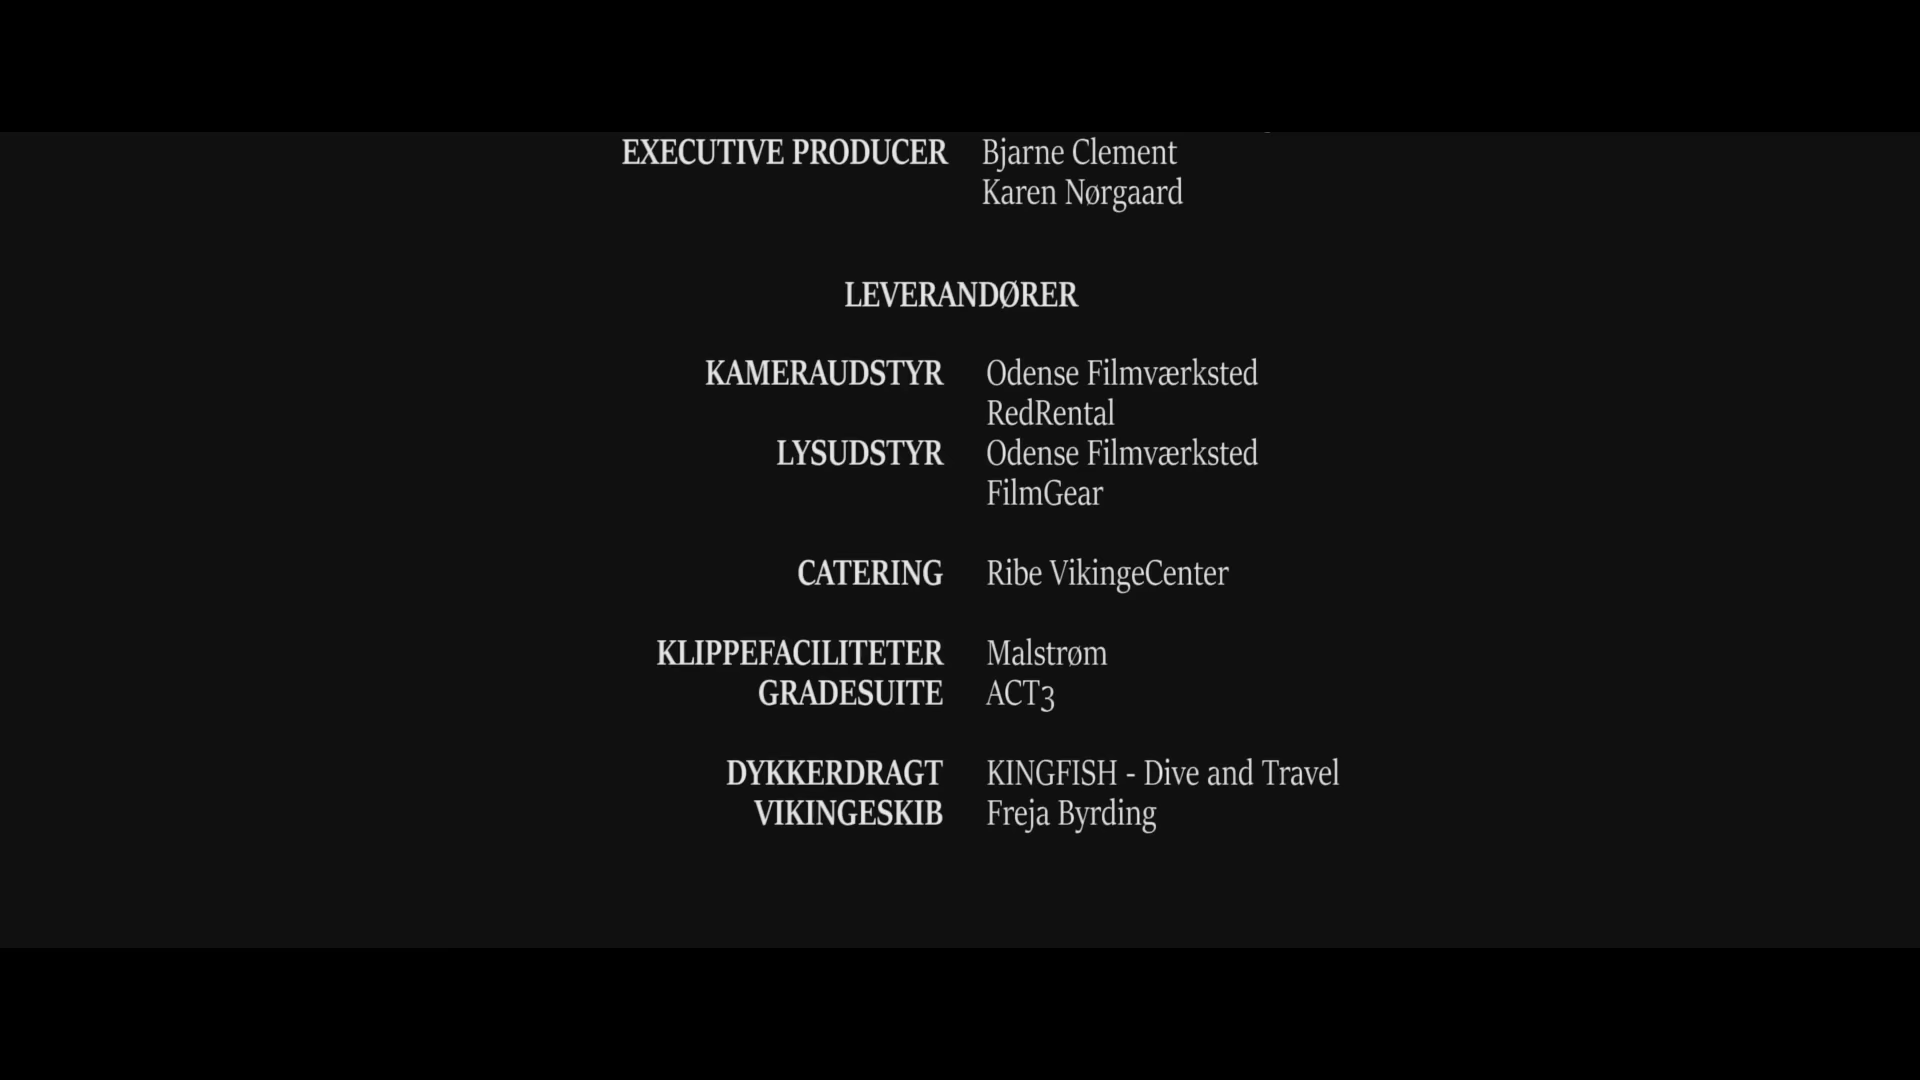 EXECUTIVE PRODUCER Bjarne Clement
Karen Nørgaard
LEVERANDØRER
KAMERAUDSTYR Odense Filmværksted
RedRental
LYSUDSTYR Odense Filmværksted
FilmGear
CATERING Ribe VikingeCenter
KLIPPEFACILITETER Malstrøm
GRADESUITE ACT3
DYKKERDRAGT KINGFISH - Dive and Travel
VIKINGESKIB Freja Byrding